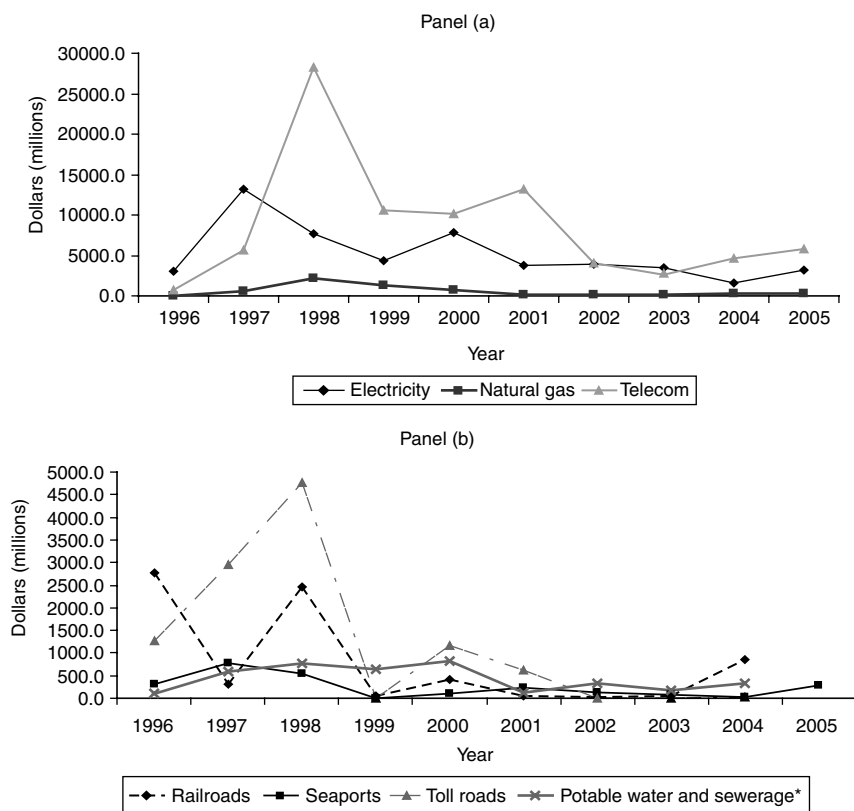 Panel (a)
30000.0
25000.0
20000.0
15000.0
10000.0
5000.0
0.0
Dollars (millions)
1996 1997 1998 1999 2000 2001 2002 2003 2004 2005
Year
Electricity Natural gas Telecom
Panel (b)
5000.0
4500.0
4000.0
3500.0
3000.0
2500.0
2000.0
1500.0
1000.0
500.0
0.0
Dollars (millions)
1996 1997 1998 1999 2000 2001 2002 2003 2004 2005
Year
Railroads Seaports Toll roads Potable water and sewerage*